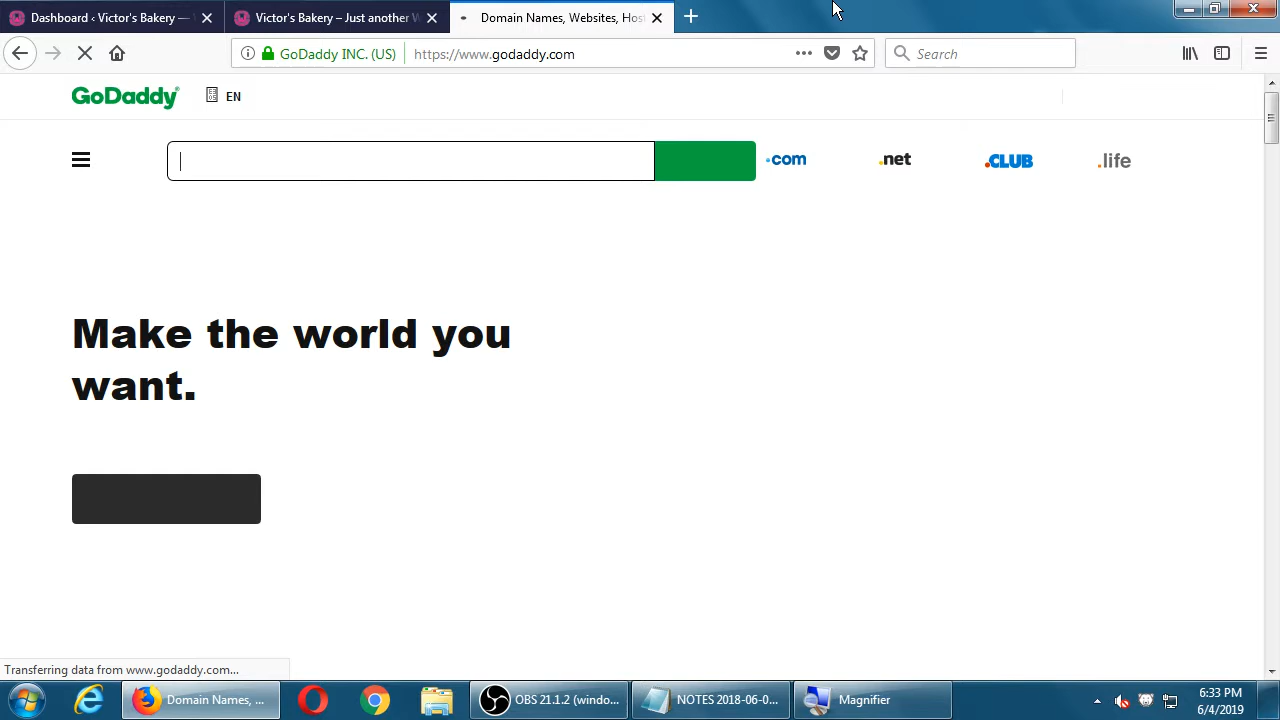 Dashboard ‹ Victor's Bakery —
Victor's Bakery – Just another W
Domain Names, Websites, Hos
GoDaddy INC. (US)
https://www.godaddy.com
Search
GoDaddy
EN
.com
.net
.CLUB
.life
Make the world you
want.
Transferring data from www.godaddy.com...
Domain Names, ...
OBS 21.1.2 (windo...
NOTES 2018-06-0...
Magnifier
6:33 PM
6/4/2019